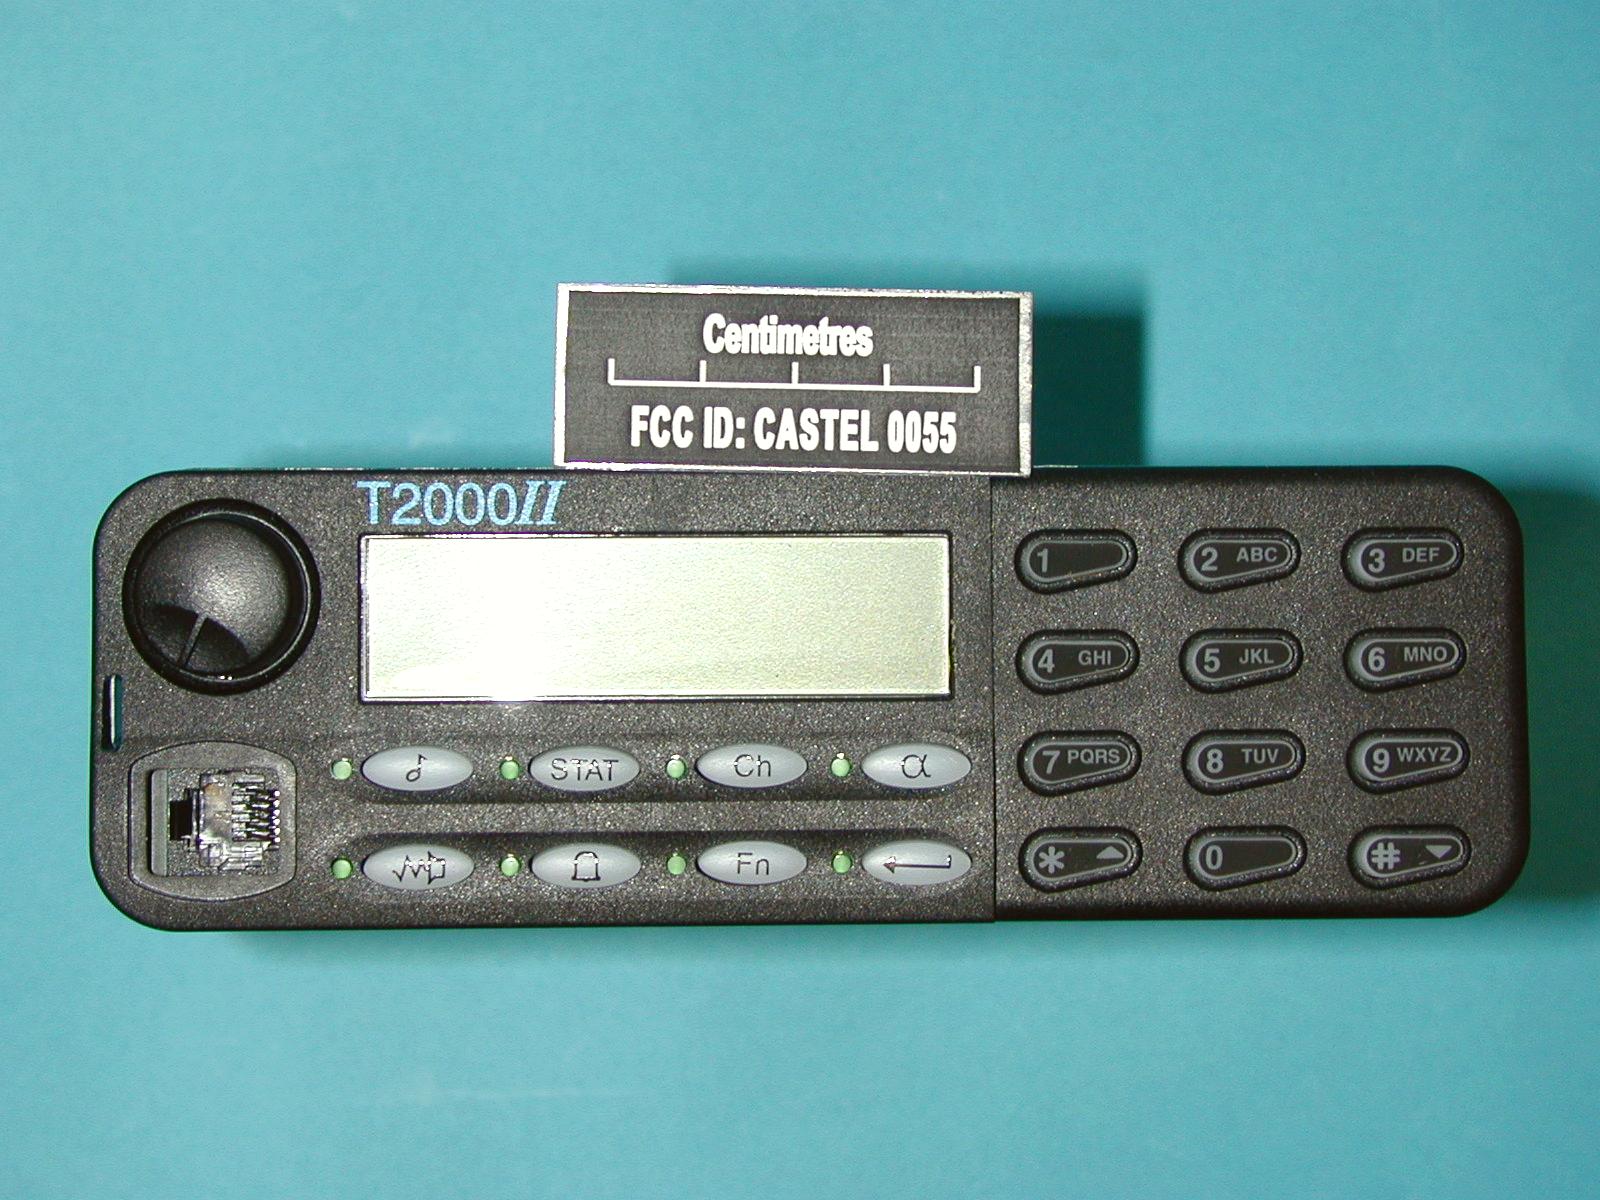 Centimetres
FCC ID: CASTEL 0055
T2000II
1
2 ABC
3 DEF
4 GHI
5 JKL
6 MNO
STAT
Ch
α
7 PQRS
8 TUV
9 WXYZ
Fn
*
0
#